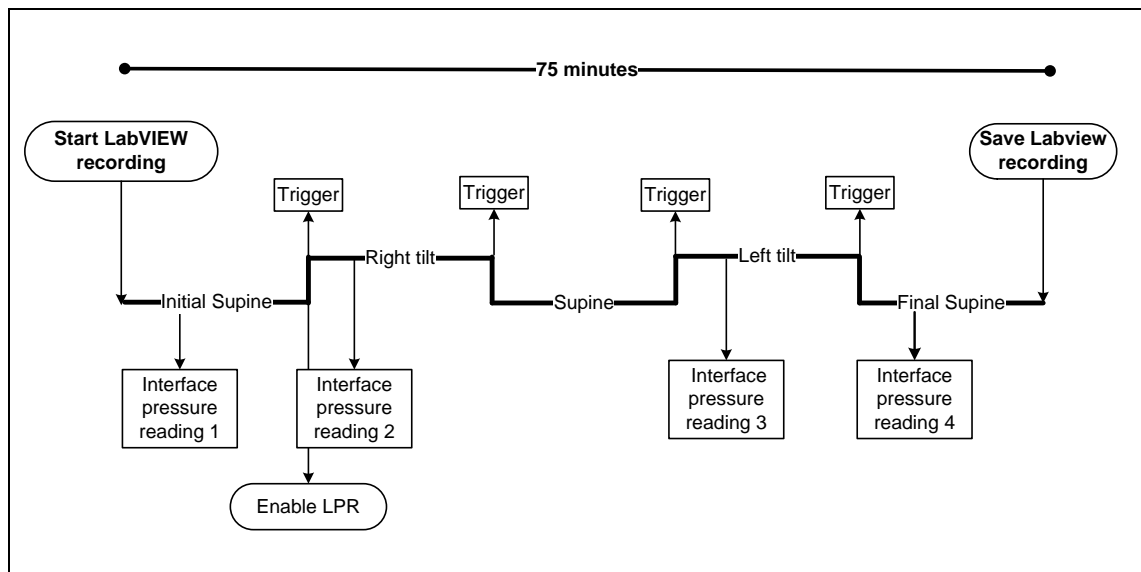 75 minutes
Start LabVIEW
recording
Save Labview
recording
Trigger
Trigger
Trigger
Trigger
Right tilt
Left tilt
Initial Supine
Supine
Final Supine
Interface
pressure
reading 1
Interface
pressure
reading 2
Interface
pressure
reading 3
Interface
pressure
reading 4
Enable LPR